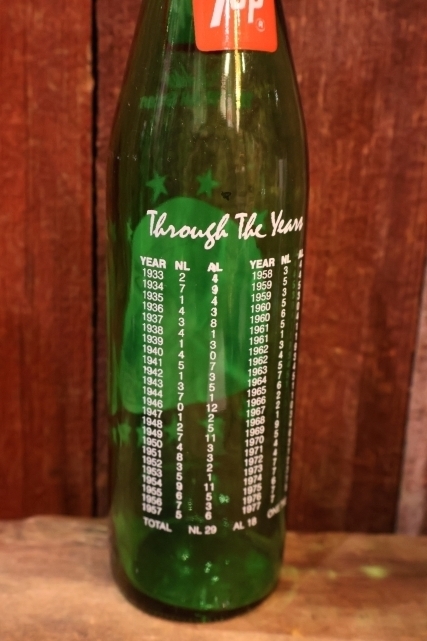 7up ®
Through The Years
YEAR NL AL YEAR NL AL
1933 2 4 1958 3 4
1934 7 9 1959 5
1935 1 4 1959 3
1936 4 3 1960 5
1937 3 8 1960 6
1938 4 1 1961 5
1939 1 3 1961 1
1940 4 0 1962 3
1941 5 7 1962 4
1942 1 3 1963 5
1943 3 5 1964 7
1944 7 1 1965 6
1946 0 12 1966 2
1947 1 2 1967 2
1948 2 5 1968 1
1949 7 11 1969 9
1950 4 3 1970 5
1951 8 3 1971 4
1952 3 2 1972 4
1953 5 1 1973 7
1954 9 11 1974 7
1955 6 5 1975 6
1956 7 3 1976 7
1957 5 6 1977 7
TOTAL NL 29 AL 18 ONE